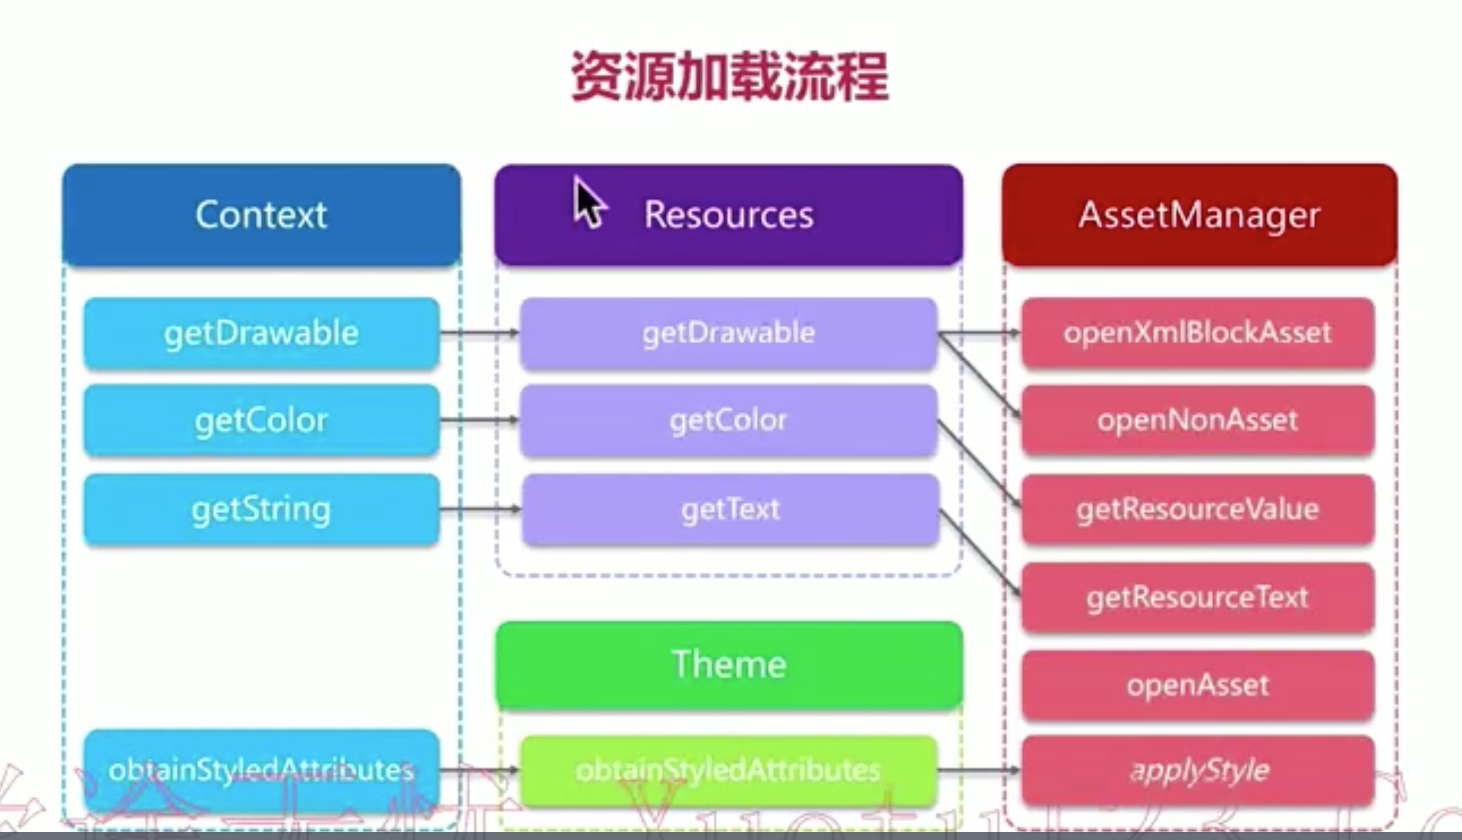 资源加载流程
Context
Resources
AssetManager
getDrawable
getDrawable
openXmlBlockAsset
getColor
getColor
openNonAsset
getString
getText
getResourceValue
getResourceText
Theme
openAsset
obtainStyledAttributes
obtainStyledAttributes
applyStyle